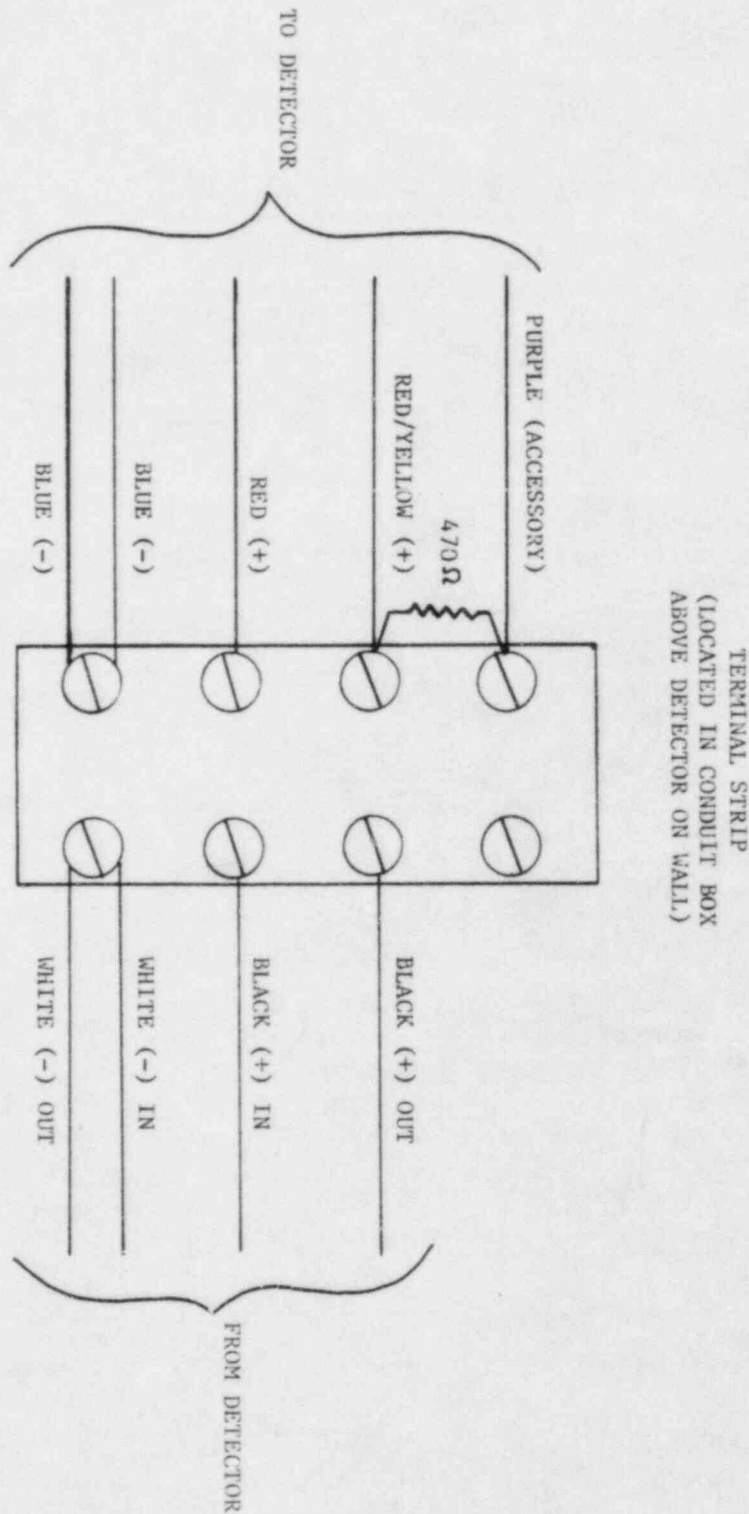 TERMINAL STRIP
(LOCATED IN CONDUIT BOX
ABOVE DETECTOR ON WALL)
TO DETECTOR
PURPLE (ACCESSORY)
470Ω
RED/YELLOW (+)
RED (+)
BLUE (-)
BLUE (-)
BLACK (+) OUT
BLACK (+) IN
WHITE (-) IN
WHITE (-) OUT
FROM DETECTOR